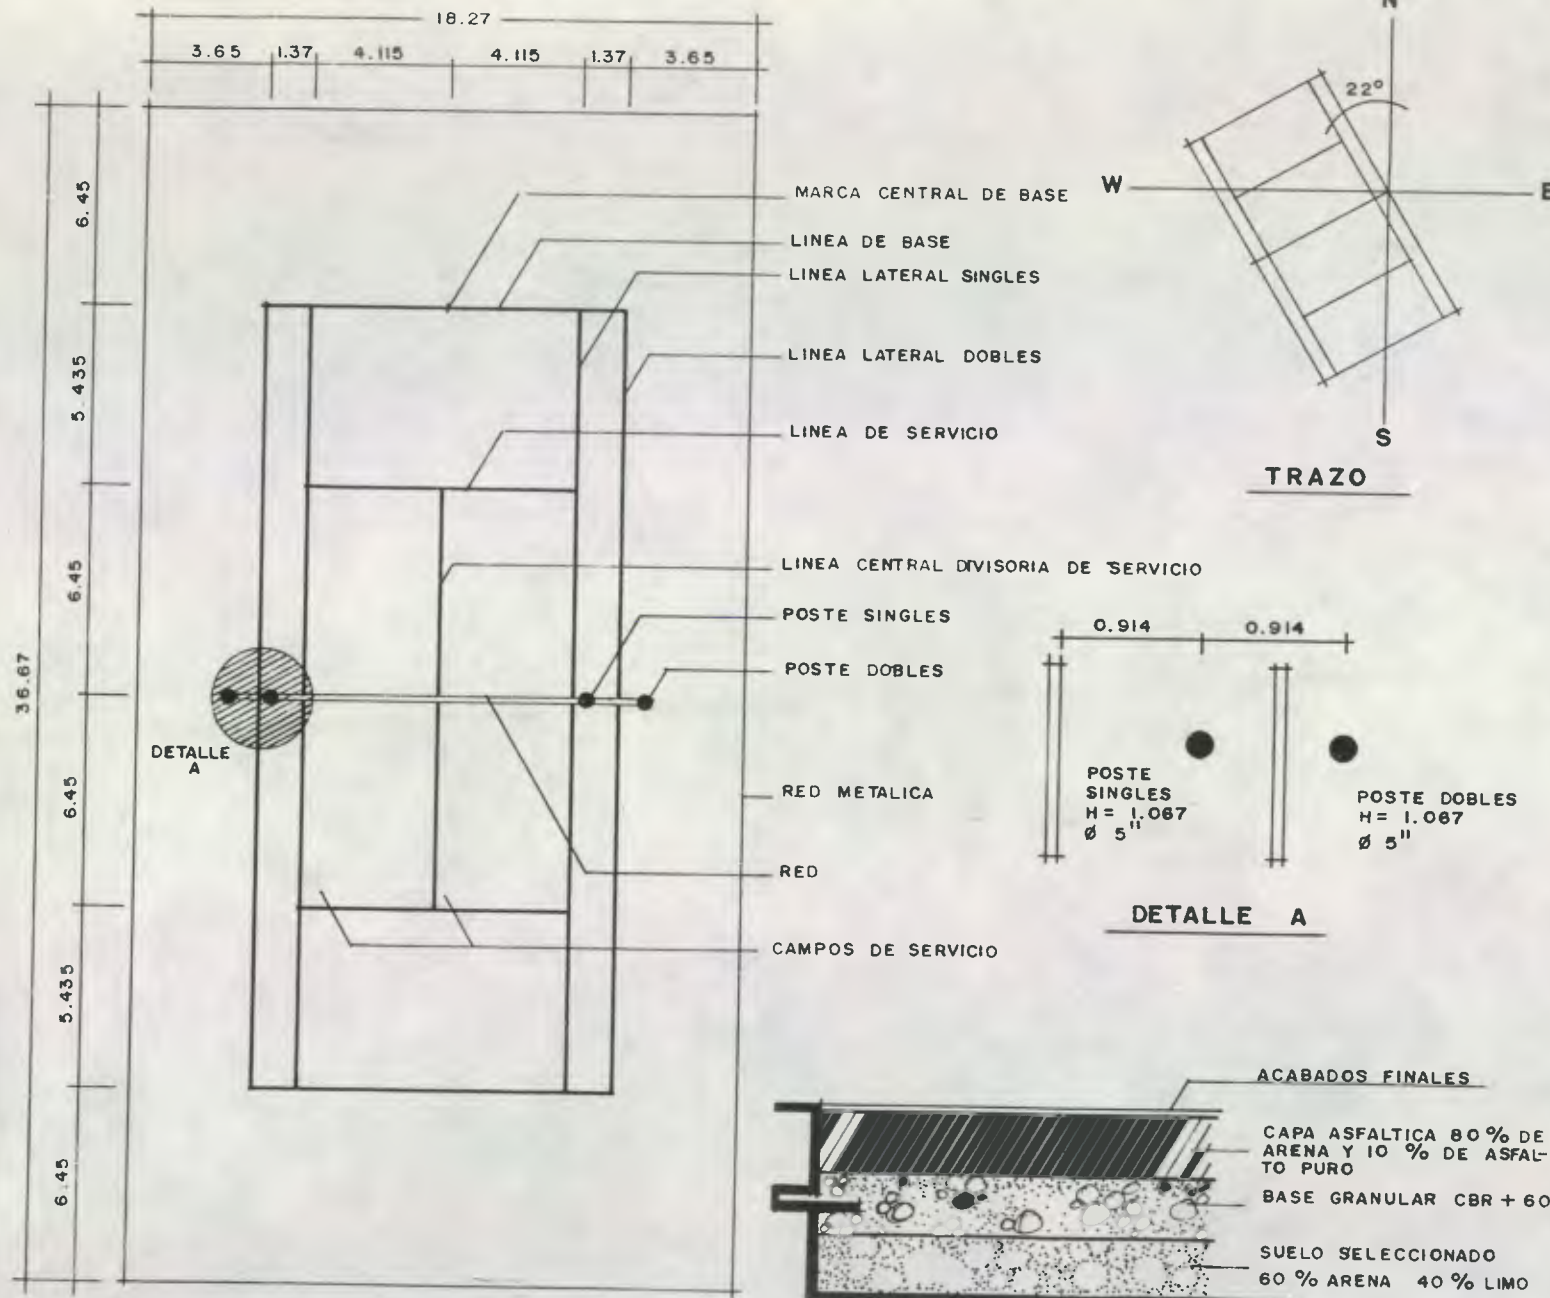 18.27
3.65 1.37 4.115 4.115 1.37 3.65
36.67
6.45
5.435
6.45
6.45
5.435
6.45
MARCA CENTRAL DE BASE
LINEA DE BASE
LINEA LATERAL SINGLES
LINEA LATERAL DOBLES
LINEA DE SERVICIO
LINEA CENTRAL DIVISORIA DE SERVICIO
POSTE SINGLES
POSTE DOBLES
DETALLE
A
RED METALICA
RED
CAMPOS DE SERVICIO
N
22°
W
E
S
TRAZO
0.914 0.914
POSTE
SINGLES
H = 1.067
Ø 5"
POSTE DOBLES
H = 1.067
Ø 5"
DETALLE A
ACABADOS FINALES
CAPA ASFALTICA 80 % DE
ARENA Y 10 % DE ASFAL-
TO PURO
BASE GRANULAR CBR + 60
SUELO SELECCIONADO
60 % ARENA 40 % LIMO